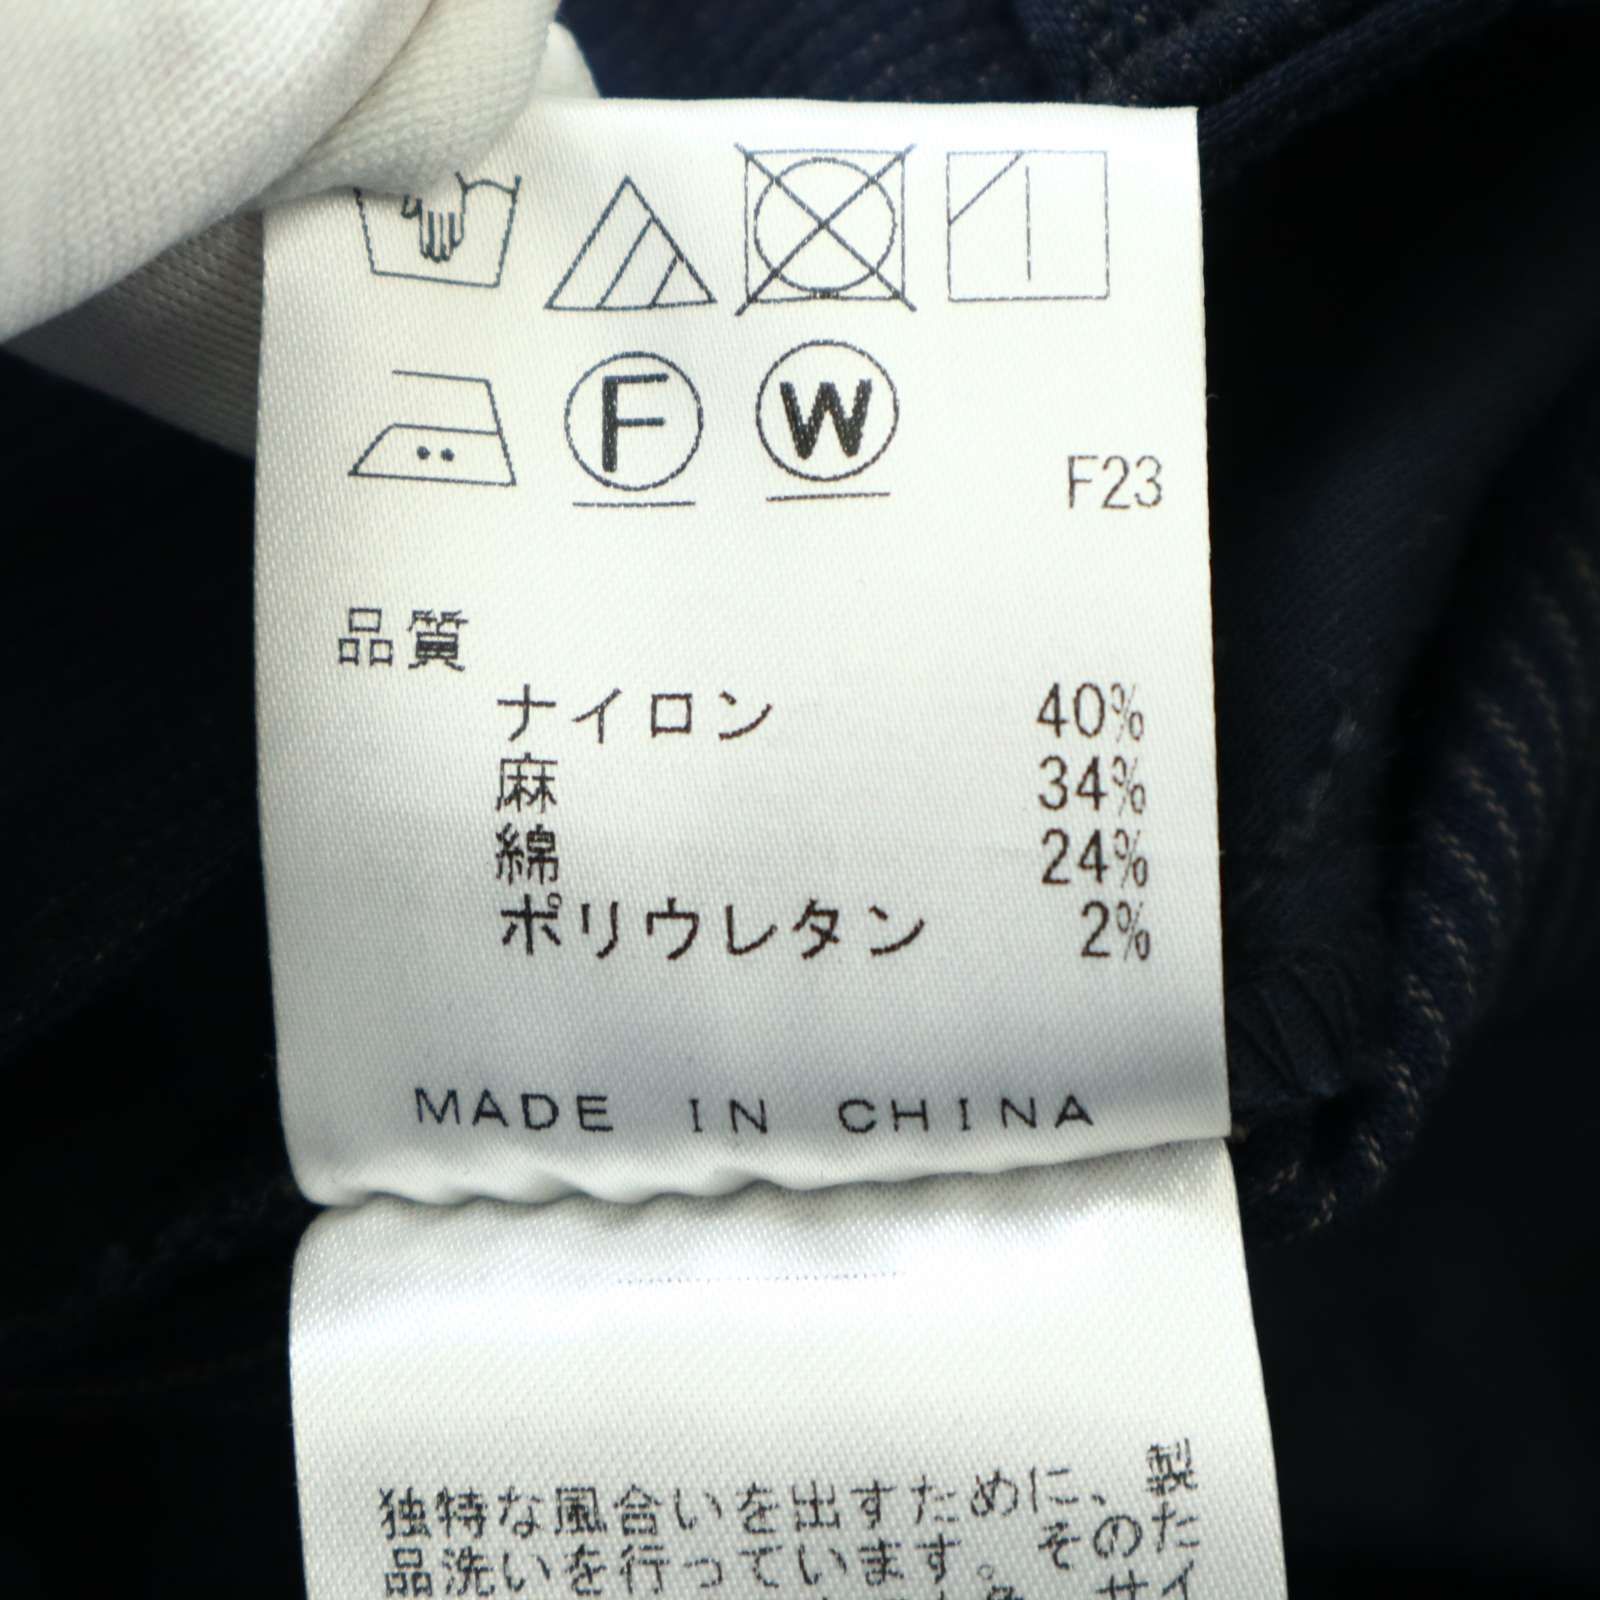 F
W
F23
品質
ナイロン 40%
麻 34%
綿 24%
ポリウレタン 2%
MADE IN CHINA
独特な風合いを出すために、製
品洗いを行っています。そのた